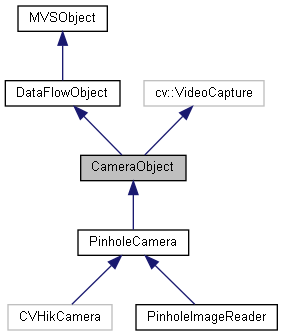 MVSObject
DataFlowObject
cv::VideoCapture
CameraObject
PinholeCamera
CVHikCamera
PinholeImageReader